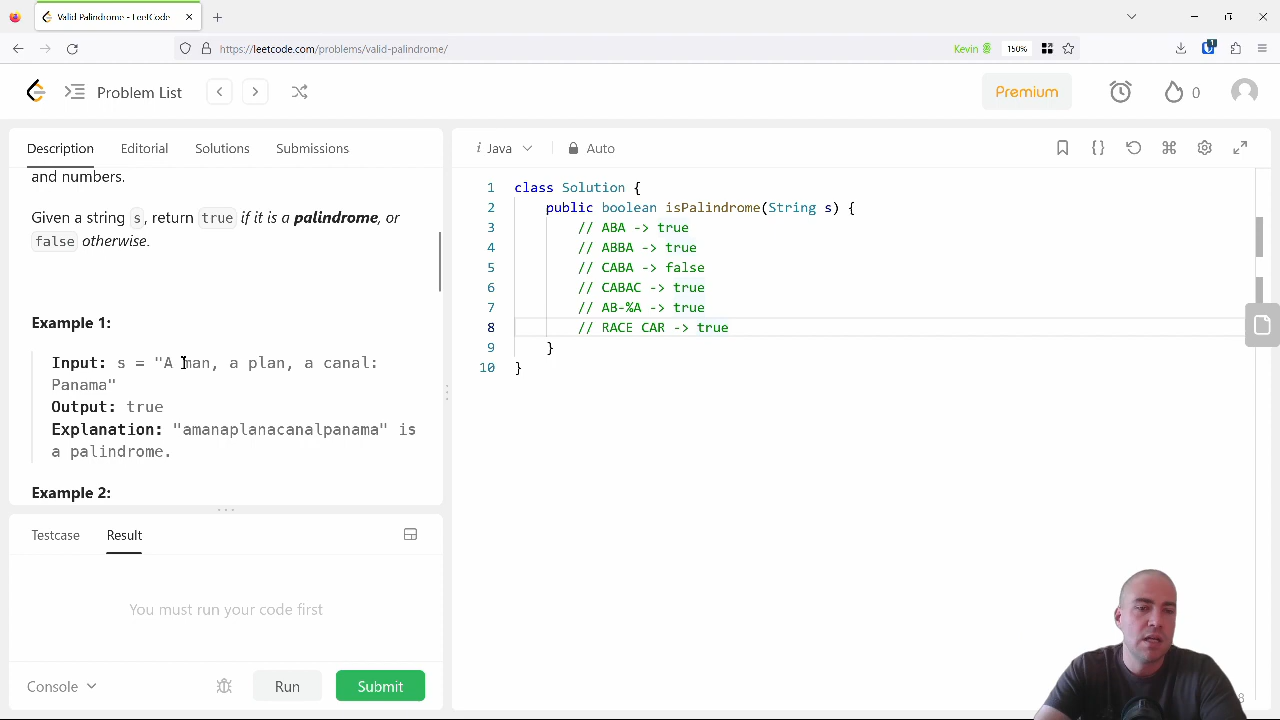 Valid Palindrome - LeetCode
https://leetcode.com/problems/valid-palindrome/
Kevin
150%
1
Problem List
Premium
0
Description
Editorial
Solutions
Submissions
and numbers.
Given a string s, return true if it is a palindrome, or
false otherwise.
Example 1:
Input: s = "A man, a plan, a canal:
Panama"
Output: true
Explanation: "amanaplanacanalpanama" is
a palindrome.
Example 2:
Testcase
Result
You must run your code first
Console
Run
Submit
i Java
Auto
1 class Solution {
2 public boolean isPalindrome(String s) {
3 // ABA -> true
4 // ABBA -> true
5 // CABA -> false
6 // CABAC -> true
7 // AB-%A -> true
8 // RACE CAR -> true
9 }
10 }